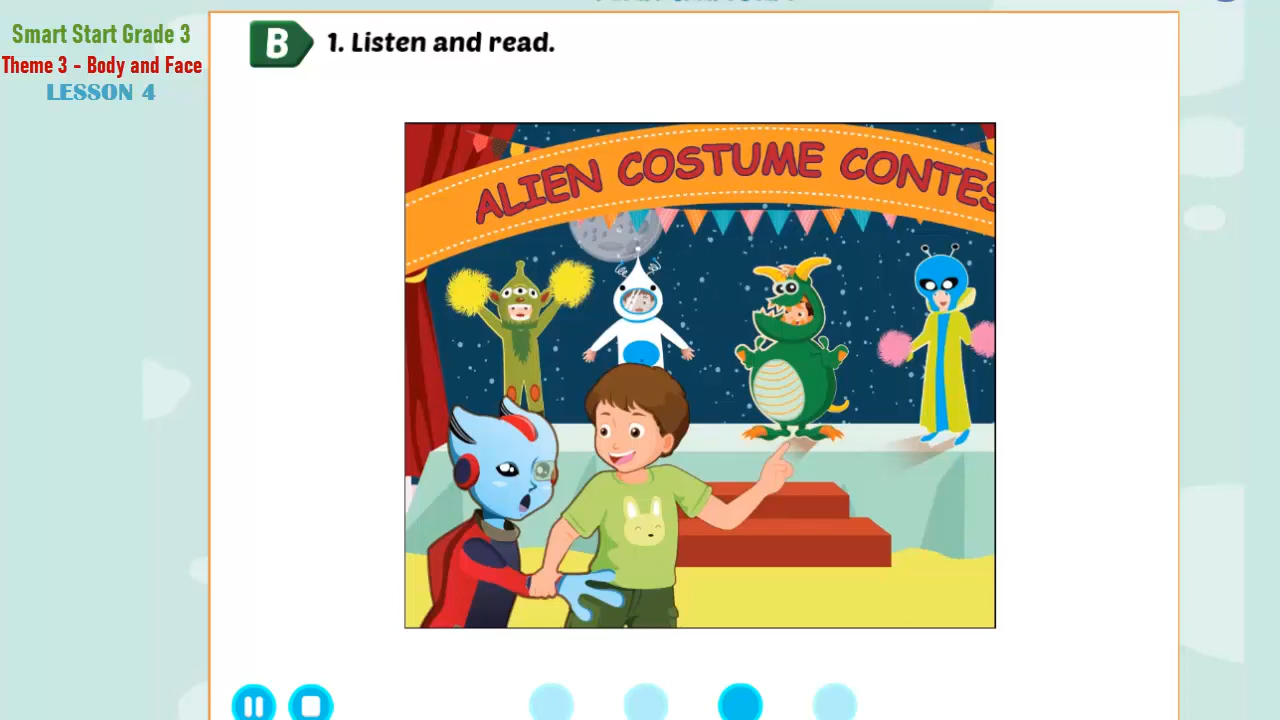 Smart Start Grade 3
Theme 3 - Body and Face
LESSON 4
B 1. Listen and read.
ALIEN COSTUME CONTES